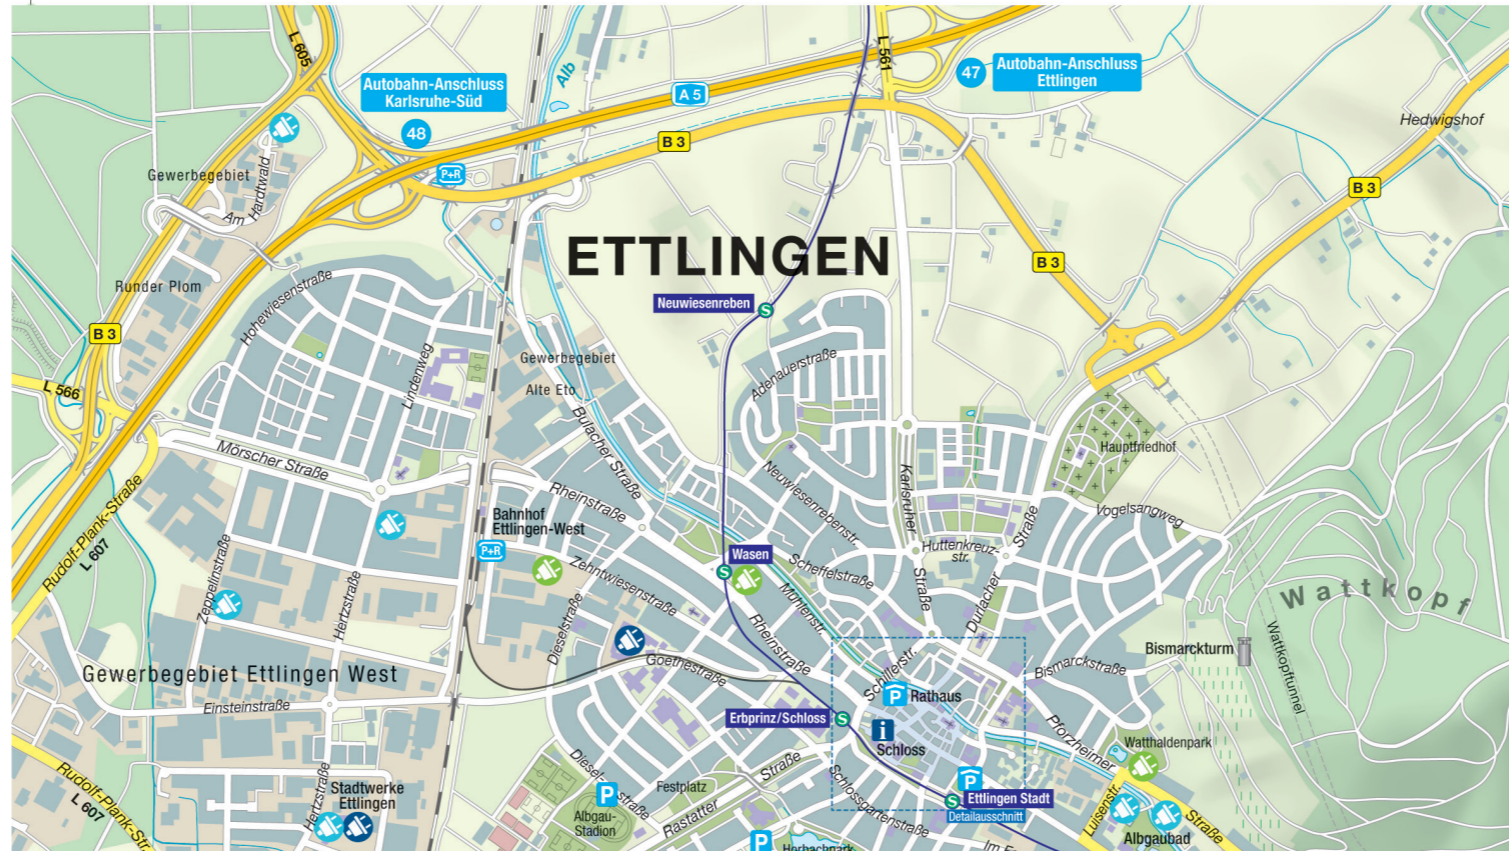 L 605
Alb
L 561
Autobahn-Anschluss
Karlsruhe-Süd
48
A 5
47
Autobahn-Anschluss
Ettlingen
Hedwigshof
B 3
P+R
Gewerbegebiet
Am
Hardtwald
B 3
ETTLINGEN
B 3
Runder Plom
Hohewiesenstraße
Neuwiesenreben
S
B 3
Lindenweg
Gewerbegebiet
Alte Eto
Adenauerstraße
L 566
Bulacher Straße
Hauptfriedhof
Mörscher Straße
Karlsruher
Straße
Neuwiesenrebenstr.
Rheinstraße
Vogelsangweg
Rudolf-Plank-Straße
L 607
Bahnhof
Ettlingen-West
P+R
Durlacher
Straße
Huttenkreuz-
str.
Wasen
S
Scheffelstraße
Zehntwiesenstraße
Zeppelinstraße
Hertzstraße
Dieselstraße
Mühlenstr.
Rheinstraße
Wattkopf
Wattkopftunnel
Bismarckturm
Gewerbegebiet Ettlingen West
Goethestraße
Schillerstr.
Bismarckstraße
P
Rathaus
Einsteinstraße
Erbprinz/Schloss
S
i
Schloss
Pforzheimer
Straße
Watthaldenpark
Rudolf-Plank-Str
L 607
Hertzstraße
Stadtwerke
Ettlingen
Dieselstraße
P
Festplatz
Albgau-
Stadion
Rastatter
Straße
Schlossgartenstraße
P
S
Ettlingen Stadt
Detailausschnitt
Luisenstr.
Albgaubad
P
Horbachpark
Im F